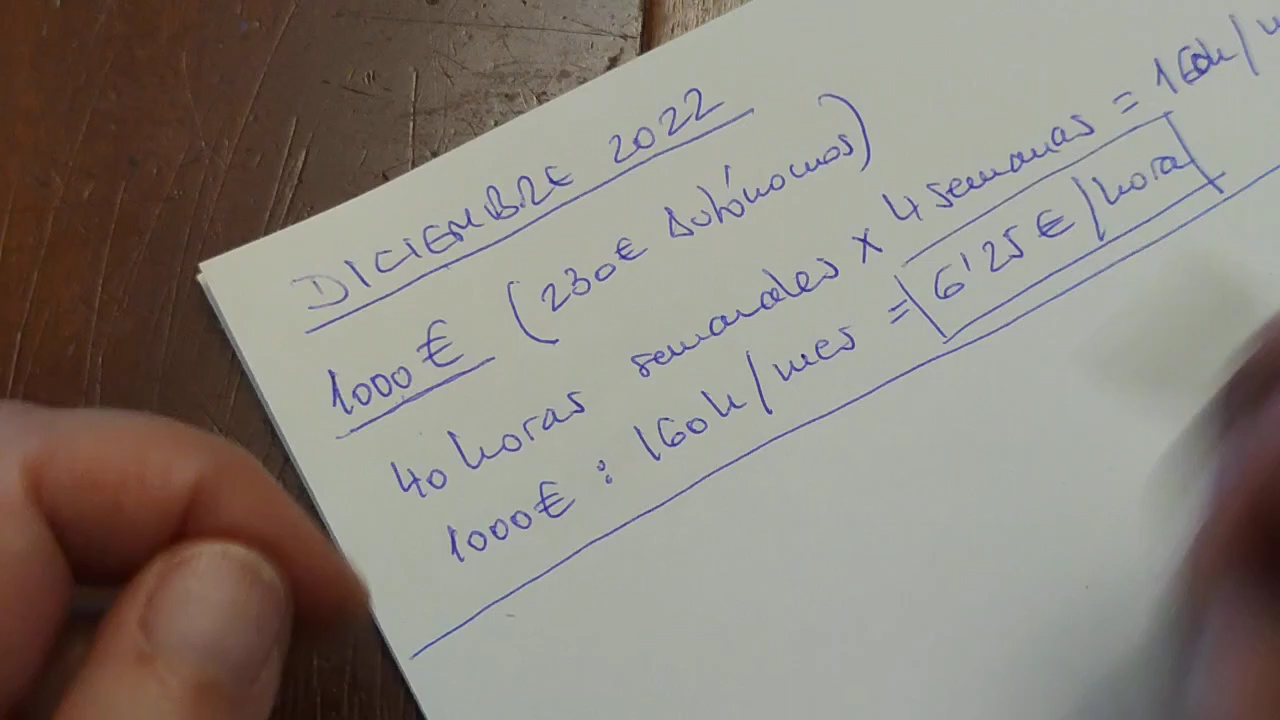 DICIEMBRE 2022
1000€ (230€ Autónomos)
40 horas semanales x 4 semanas = 160h/m
1000€ : 160h/mes = 6'25€/hora